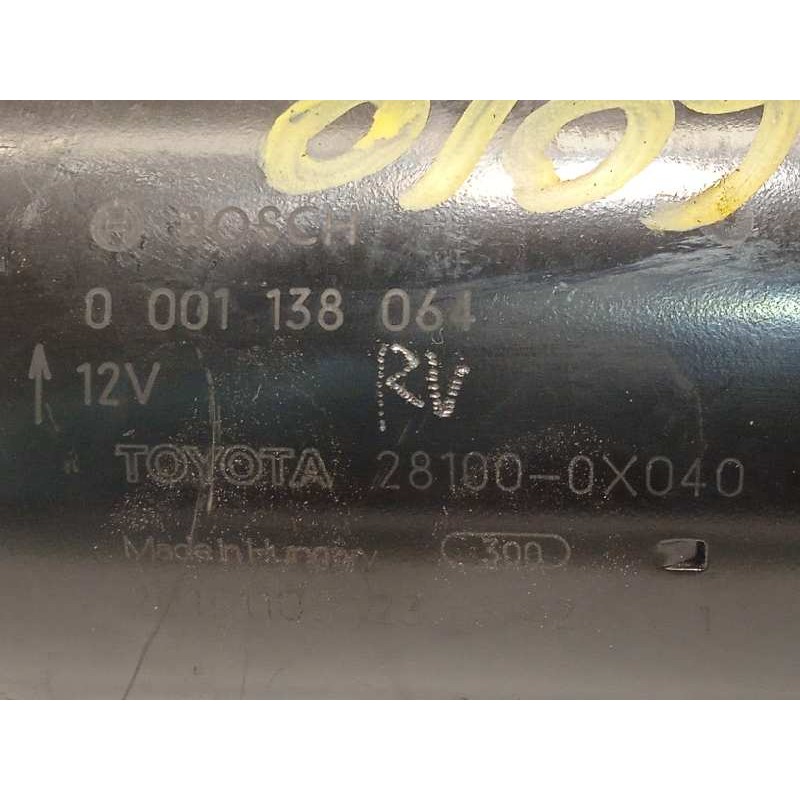 BOSCH
0 001 138 064
12V
RV
TOYOTA 28100-0X040
Made in Hungary 300